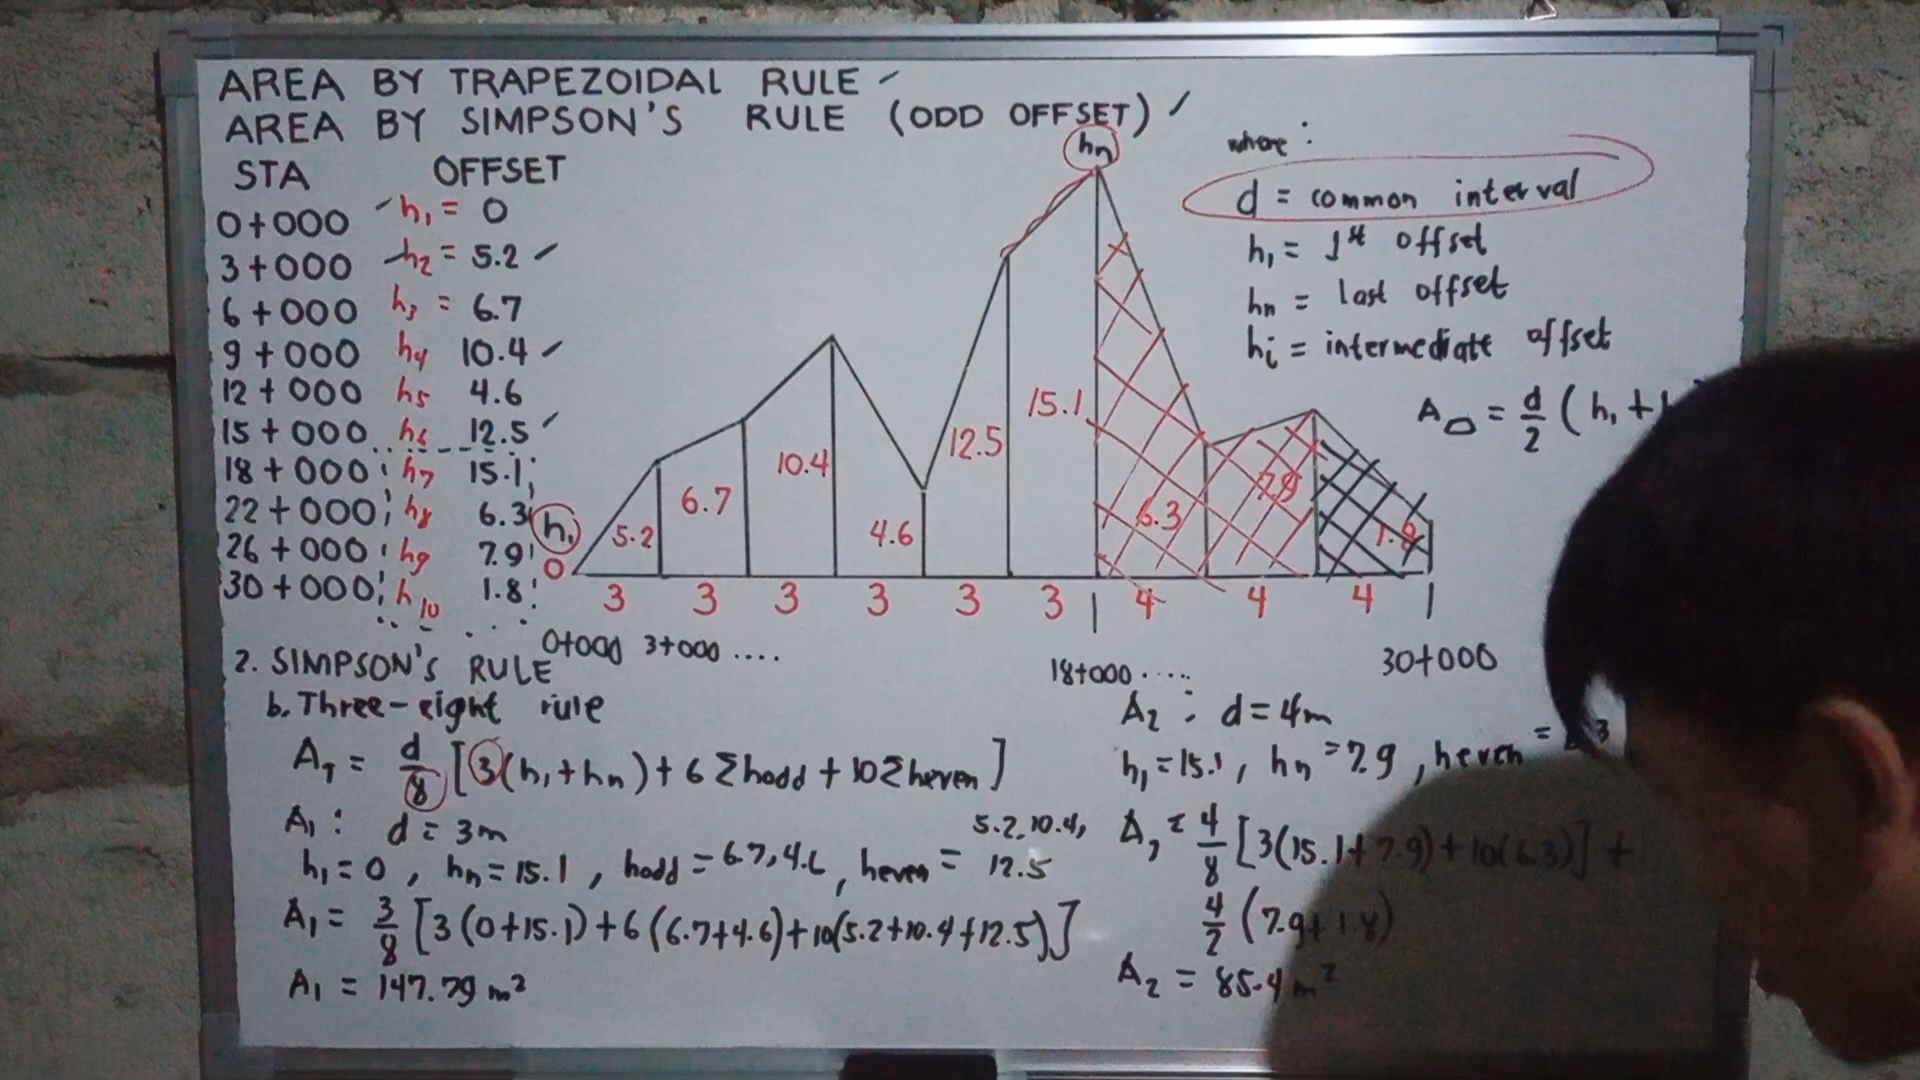 AREA BY TRAPEZOIDAL RULE
AREA BY SIMPSON'S RULE (ODD OFFSET)
STA OFFSET
0+000 h1 = 0
3+000 h2 = 5.2
6+000 h3 = 6.7
9+000 h4 10.4
12+000 h5 4.6
15+000 h6 12.5
18+000 h7 15.1
22+000 h8 6.3
26+000 h9 7.9
30+000 h10 1.8
hn
h1
0
5.2
6.7
10.4
4.6
12.5
15.1
6.3
7.9
1.8
3 3 3 3 3 3 4 4 4
0+000 3+000 ....
18+000 .....
30+000
where :
d = common interval
h1 = 1st offset
hn = last offset
hi = intermediate offset
A = d/2 (h1 +
2. SIMPSON'S RULE
b. Three-eight rule
= d/8 [3(h1+hn)+6Σhodd+10Σheven]
A1 : d = 3m
h1=0, hn=15.1, hodd=6.7,4.6, heven= 5.2,10.4, 12.5
A1 = 3/8 [3(0+15.1)+6(6.7+4.6)+10(5.2+10.4+12.5)]
A1 = 147.79 m²
A2 : d=4m
h1=15.1, hn=7.9, heven =
A2 = 4/8 [3(15.1+7.9)+10(6.3)] +
4/2 (7.9+1.8)
A2 = 85.4 m²